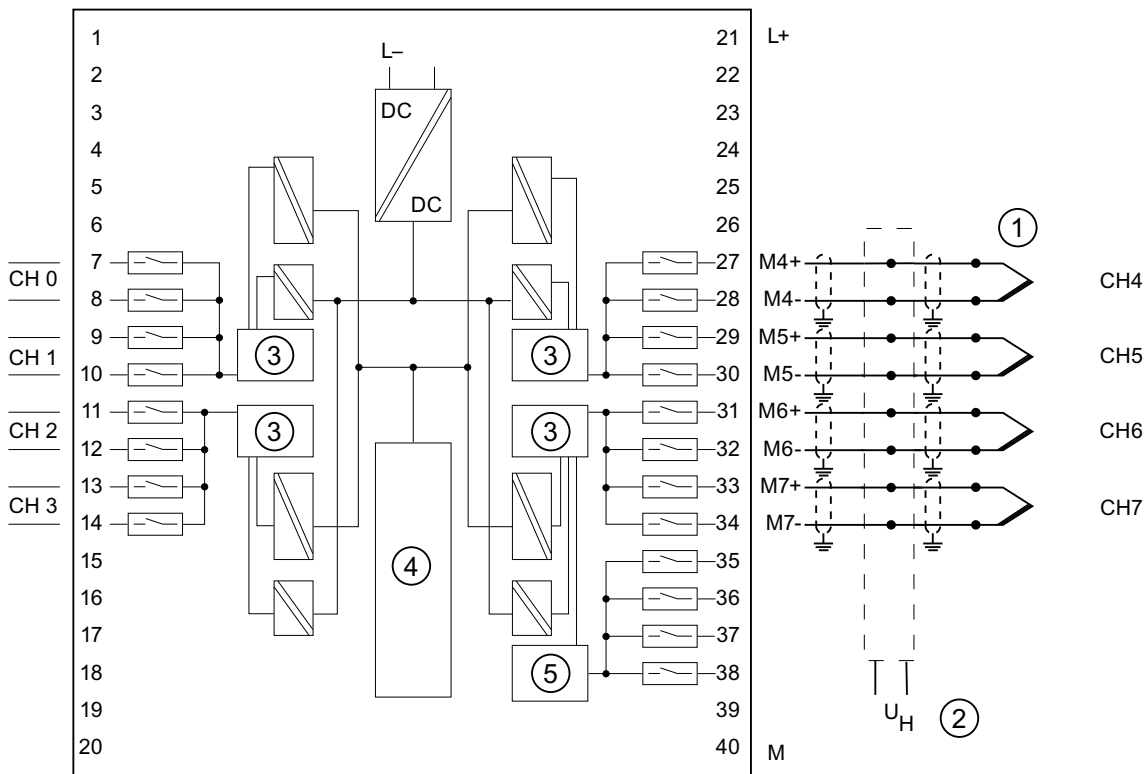 1 21 L+
L–
2 22
3 DC 23
4 24
5 25
DC
6 26
①
7 27 M4+
CH 0 CH4
8 28 M4-
9 29 M5+
CH 1 ③ ③ CH5
10 30 M5-
11 31 M6+
CH 2 ③ ③ CH6
12 32 M6-
13 33 M7+
CH 3 CH7
14 34 M7-
15 ④ 35
16 36
17 37
18 ⑤ 38
19 39
U H ②
20 40 M